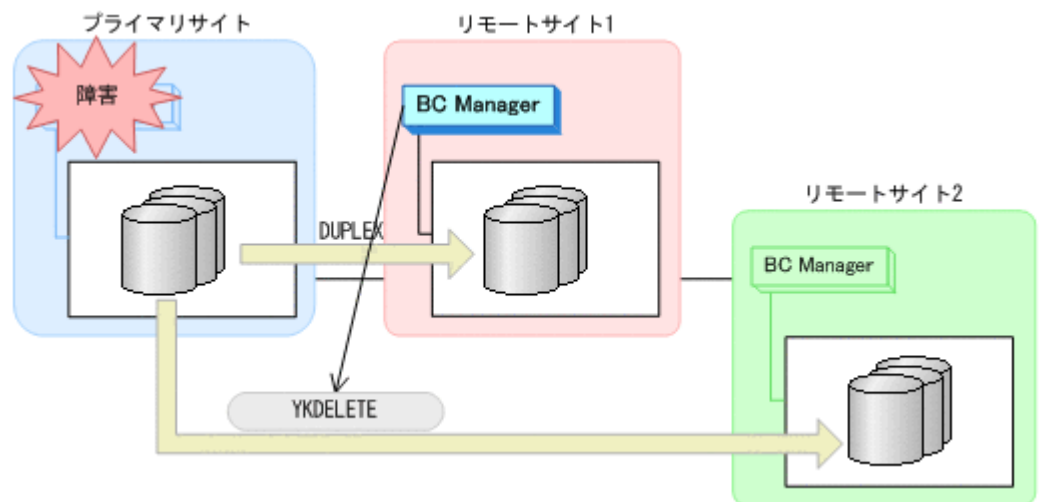 プライマリサイト
リモートサイト1
障害
BC Manager
リモートサイト2
DUPLEX
BC Manager
YKDELETE